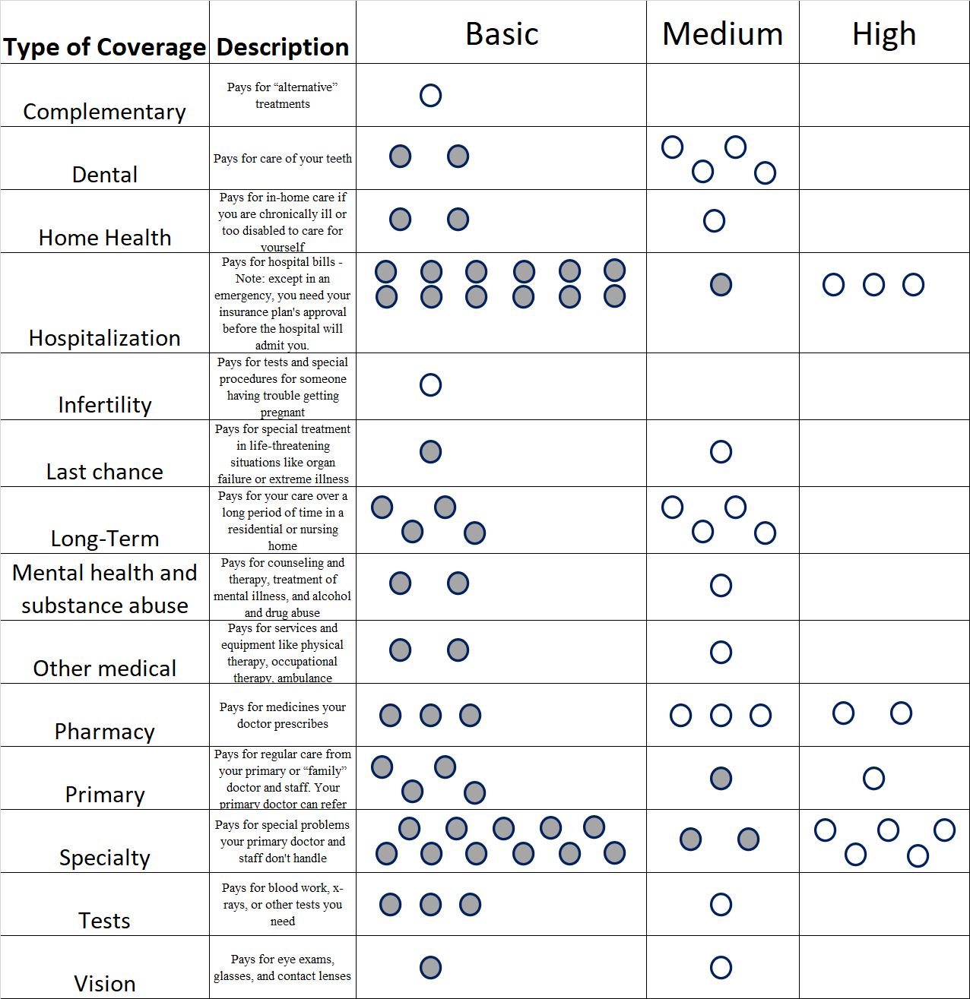 Type of Coverage Description Basic Medium High
Complementary
Pays for “alternative”
treatments
Dental
Pays for care of your teeth
Home Health
Pays for in-home care if
you are chronically ill or
too disabled to care for
yourself
Hospitalization
Pays for hospital bills -
Note: except in an
emergency, you need your
insurance plan's approval
before the hospital will
admit you.
Infertility
Pays for tests and special
procedures for someone
having trouble getting
pregnant
Last chance
Pays for special treatment
in life-threatening
situations like organ
failure or extreme illness
Long-Term
Pays for your care over a
long period of time in a
residential or nursing
home
Mental health and
substance abuse
Pays for counseling and
therapy, treatment of
mental illness, and alcohol
and drug abuse
Other medical
Pays for services and
equipment like physical
therapy, occupational
therapy, ambulance
Pharmacy
Pays for medicines your
doctor prescribes
Primary
Pays for regular care from
your primary or “family”
doctor and staff. Your
primary doctor can refer
Specialty
Pays for special problems
your primary doctor and
staff don't handle
Tests
Pays for blood work, x-
rays, or other tests you
need
Vision
Pays for eye exams,
glasses, and contact lenses